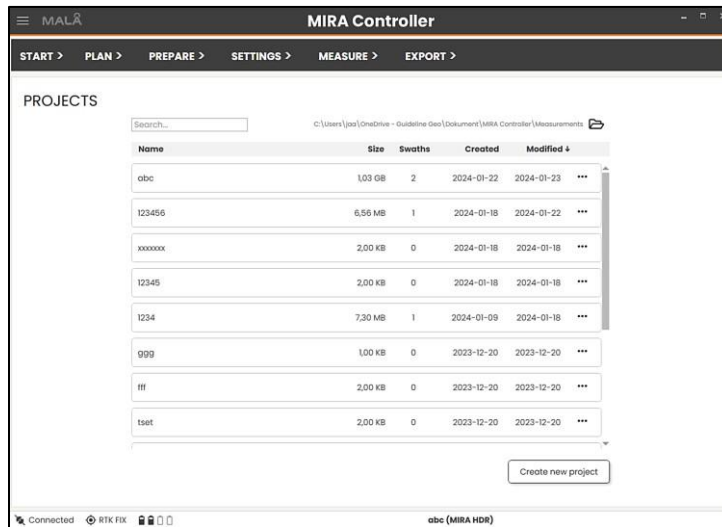 MALÅ MIRA Controller
START > PLAN > PREPARE > SETTINGS > MEASURE > EXPORT >
PROJECTS
Search... C:\Users\jaa\OneDrive - Guideline Geo\Dokument\MIRA Controller\Measurements
Name Size Swaths Created Modified ↓
abc 1,03 GB 2 2024-01-22 2024-01-23 •••
123456 6,56 MB 1 2024-01-18 2024-01-22 •••
xxxxxxx 2,00 KB 0 2024-01-18 2024-01-18 •••
12345 2,00 KB 0 2024-01-18 2024-01-18 •••
1234 7,30 MB 1 2024-01-09 2024-01-18 •••
ggg 1,00 KB 0 2023-12-20 2023-12-20 •••
fff 2,00 KB 0 2023-12-20 2023-12-20 •••
tset 2,00 KB 0 2023-12-20 2023-12-20 •••
Create new project
Connected RTK FIX abc (MIRA HDR)